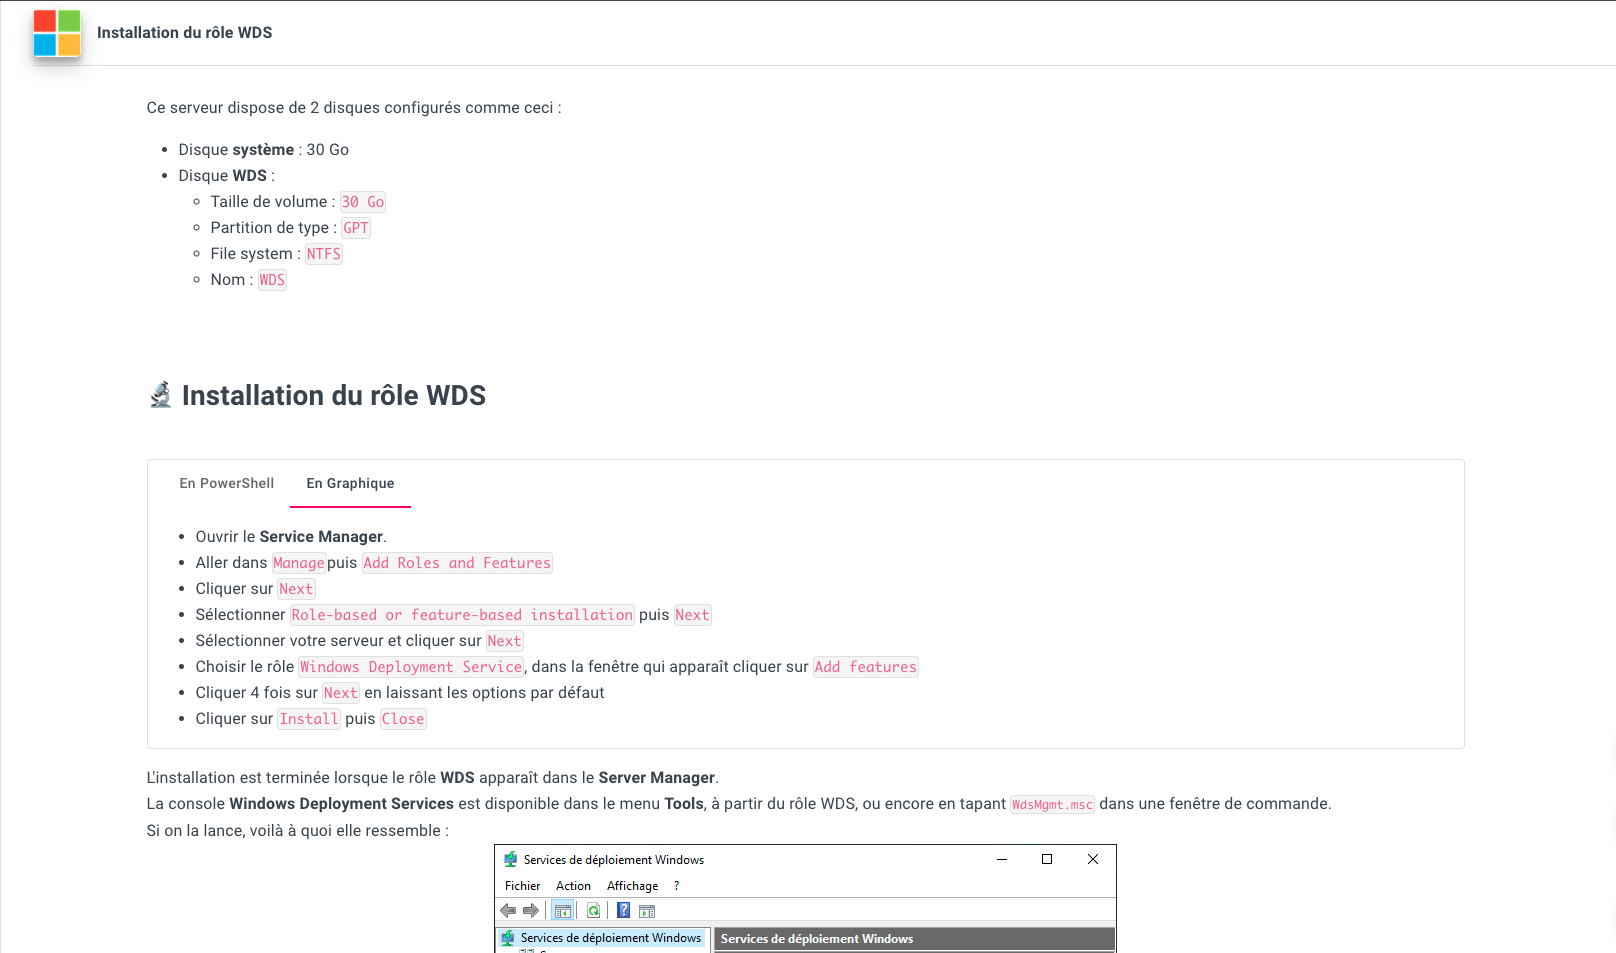 Installation du rôle WDS
Ce serveur dispose de 2 disques configurés comme ceci :
Disque système : 30 Go
Disque WDS :
Taille de volume : 30 Go
Partition de type : GPT
File system : NTFS
Nom : WDS
Installation du rôle WDS
En PowerShell En Graphique
Ouvrir le Service Manager.
Aller dans Manage puis Add Roles and Features
Cliquer sur Next
Sélectionner Role-based or feature-based installation puis Next
Sélectionner votre serveur et cliquer sur Next
Choisir le rôle Windows Deployment Service, dans la fenêtre qui apparaît cliquer sur Add features
Cliquer 4 fois sur Next en laissant les options par défaut
Cliquer sur Install puis Close
L'installation est terminée lorsque le rôle WDS apparaît dans le Server Manager.
La console Windows Deployment Services est disponible dans le menu Tools, à partir du rôle WDS, ou encore en tapant WdsMgmt.msc dans une fenêtre de commande.
Si on la lance, voilà à quoi elle ressemble :
Services de déploiement Windows
Fichier Action Affichage ?
Services de déploiement Windows Services de déploiement Windows